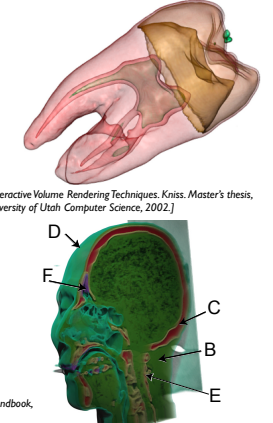 eractive Volume Rendering Techniques. Kniss. Master's thesis,
versity of Utah Computer Science, 2002.]
D
F
C
B
E
ndbook,